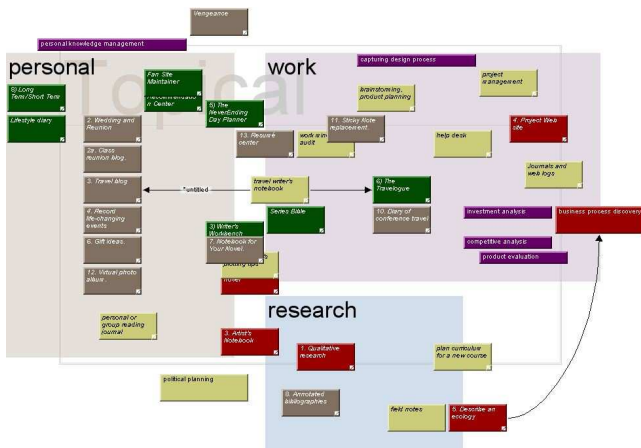 Vengeance
personal knowledge management
personal
Topical
work
capturing design process
8) Long
Term/Short Term
Fan Site
Maintainer
n Center
5) The
NeverEnding
Day Planner
brainstorming,
product planning
project
management
Lifestyle diary
2. Wedding and
Reunion
13. Resumé
center
audit
11. Sticky Note
replacement.
help desk
4. Project Web
site
2a. Class
reunion blog.
Journals and
web logs
3. Travel blog
*untitled
travel writer's
notebook
6) The
Travelogue
4. Record
life-changing
events
3) Writer's
Workbench
Series Bible
10. Diary of
conference travel
investment analysis
business process discovery
6. Gift ideas.
7. Notebook for
Your Novel.
competitive analysis
product evaluation
12. Virtual photo
album.
research
personal or
group reading
journal
3. Artist's
Notebook
1. Qualitative
research
plan curriculum
for a new course
political planning
Annotated
bibliographies
field notes
5. Describe an
ecology